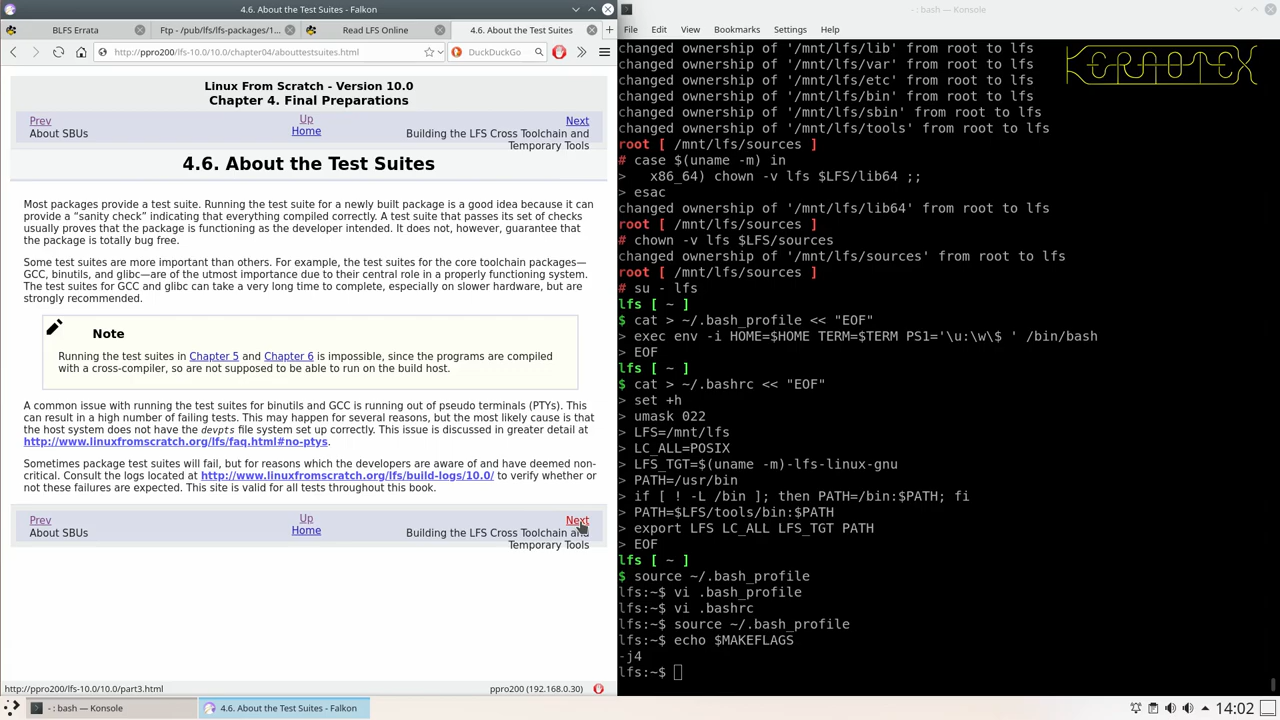 4.6. About the Test Suites - Falkon
BLFS Errata
Ftp - /pub/lfs/lfs-packages/1...
Read LFS Online
4.6. About the Test Suites
http://ppro200/lfs-10.0/10.0/chapter04/abouttestsuites.html
DuckDuckGo
Linux From Scratch - Version 10.0
Chapter 4. Final Preparations
Prev
About SBUs
Up
Home
Next
Building the LFS Cross Toolchain and
Temporary Tools
4.6. About the Test Suites
Most packages provide a test suite. Running the test suite for a newly built package is a good idea because it can
provide a “sanity check” indicating that everything compiled correctly. A test suite that passes its set of checks
usually proves that the package is functioning as the developer intended. It does not, however, guarantee that
the package is totally bug free.
Some test suites are more important than others. For example, the test suites for the core toolchain packages—
GCC, binutils, and glibc—are of the utmost importance due to their central role in a properly functioning system.
The test suites for GCC and glibc can take a very long time to complete, especially on slower hardware, but are
strongly recommended.
Note
Running the test suites in Chapter 5 and Chapter 6 is impossible, since the programs are compiled
with a cross-compiler, so are not supposed to be able to run on the build host.
A common issue with running the test suites for binutils and GCC is running out of pseudo terminals (PTYs). This
can result in a high number of failing tests. This may happen for several reasons, but the most likely cause is that
the host system does not have the devpts file system set up correctly. This issue is discussed in greater detail at
http://www.linuxfromscratch.org/lfs/faq.html#no-ptys.
Sometimes package test suites will fail, but for reasons which the developers are aware of and have deemed non-
critical. Consult the logs located at http://www.linuxfromscratch.org/lfs/build-logs/10.0/ to verify whether or
not these failures are expected. This site is valid for all tests throughout this book.
Prev
About SBUs
Up
Home
Next
Building the LFS Cross Toolchain and
Temporary Tools
http://ppro200/lfs-10.0/10.0/part3.html
ppro200 (192.168.0.30)
- : bash — Konsole
File Edit View Bookmarks Settings Help
KERAOTEX
changed ownership of '/mnt/lfs/lib' from root to lfs
changed ownership of '/mnt/lfs/var' from root to lfs
changed ownership of '/mnt/lfs/etc' from root to lfs
changed ownership of '/mnt/lfs/bin' from root to lfs
changed ownership of '/mnt/lfs/sbin' from root to lfs
changed ownership of '/mnt/lfs/tools' from root to lfs
root [ /mnt/lfs/sources ]
# case $(uname -m) in
>   x86_64) chown -v lfs $LFS/lib64 ;;
> esac
changed ownership of '/mnt/lfs/lib64' from root to lfs
root [ /mnt/lfs/sources ]
# chown -v lfs $LFS/sources
changed ownership of '/mnt/lfs/sources' from root to lfs
root [ /mnt/lfs/sources ]
# su - lfs
lfs [ ~ ]
$ cat > ~/.bash_profile << "EOF"
> exec env -i HOME=$HOME TERM=$TERM PS1='\u:\w\$ ' /bin/bash
> EOF
lfs [ ~ ]
$ cat > ~/.bashrc << "EOF"
> set +h
> umask 022
> LFS=/mnt/lfs
> LC_ALL=POSIX
> LFS_TGT=$(uname -m)-lfs-linux-gnu
> PATH=/usr/bin
> if [ ! -L /bin ]; then PATH=/bin:$PATH; fi
> PATH=$LFS/tools/bin:$PATH
> export LFS LC_ALL LFS_TGT PATH
> EOF
lfs [ ~ ]
$ source ~/.bash_profile
lfs:~$ vi .bash_profile
lfs:~$ vi .bashrc
lfs:~$ source ~/.bash_profile
lfs:~$ echo $MAKEFLAGS
-j4
lfs:~$
- : bash — Konsole
4.6. About the Test Suites - Falkon
14:02